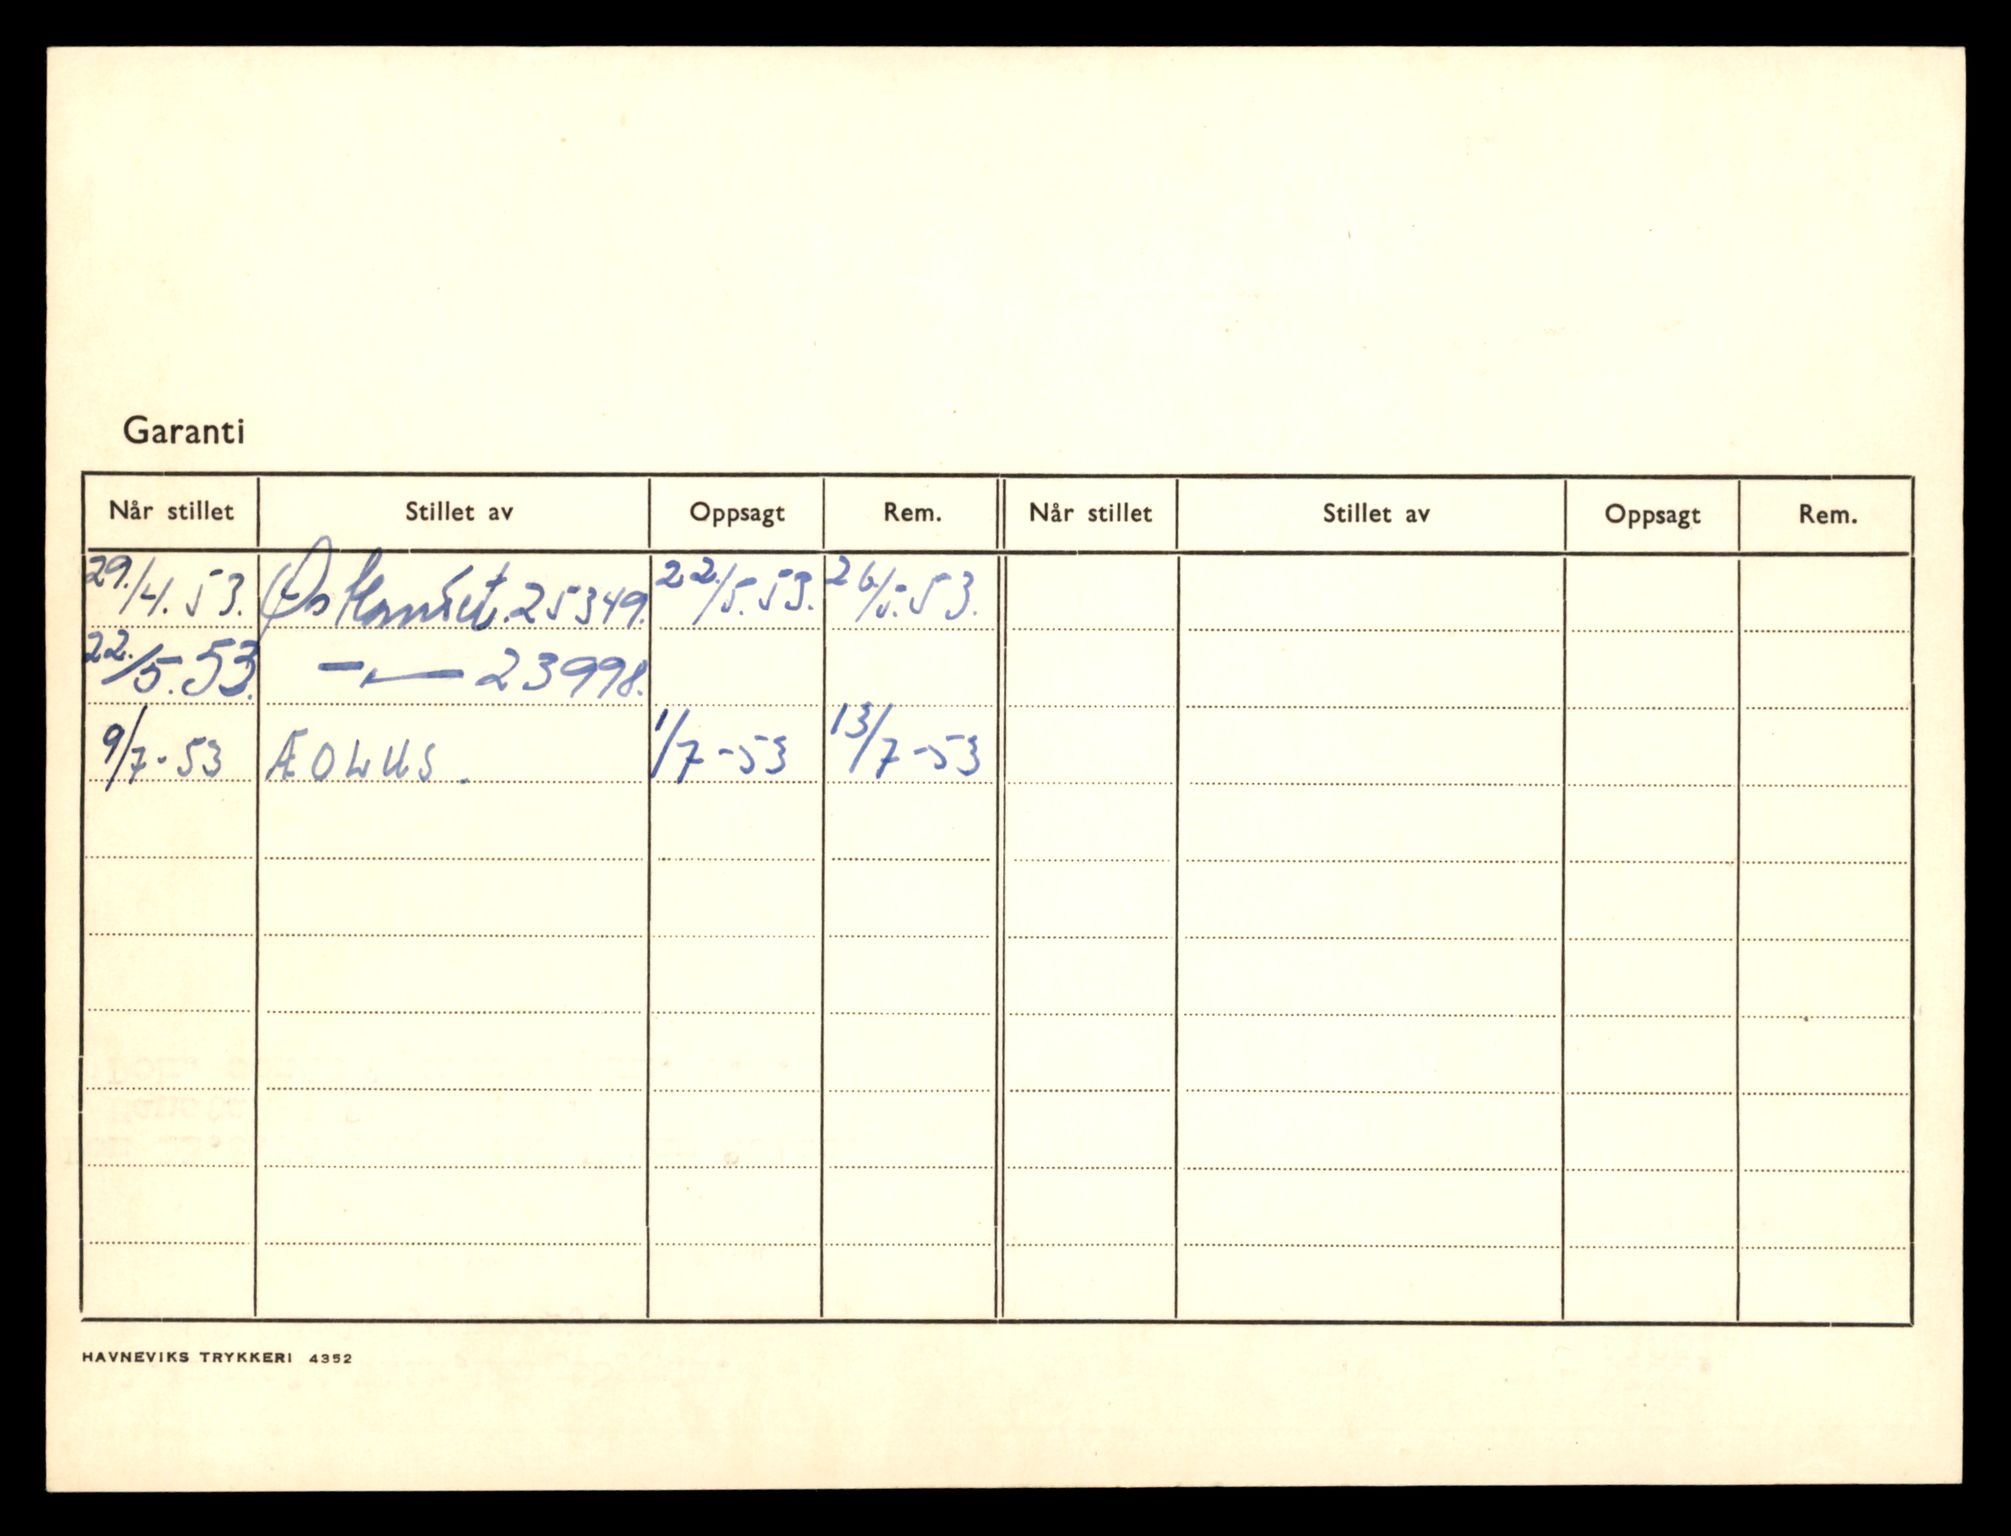 Garanti
Når stillet Stillet av Oppsagt Rem. Når stillet Stillet av Oppsagt Rem.
29./4. 53. 25349. 22./5. 53. 26/5. 53.
22./5. 53. —〃— 23998.
9/7 - 53 ÆOLUS. 1/7 - 53 13/7 - 53
HAVNEVIKS TRYKKERI 4352